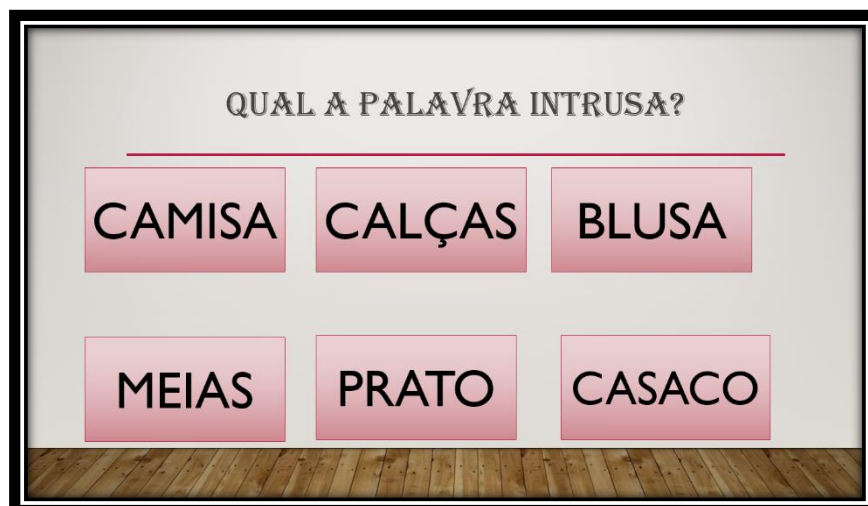 QUAL A PALAVRA INTRUSA?
CAMISA CALÇAS BLUSA
MEIAS PRATO CASACO